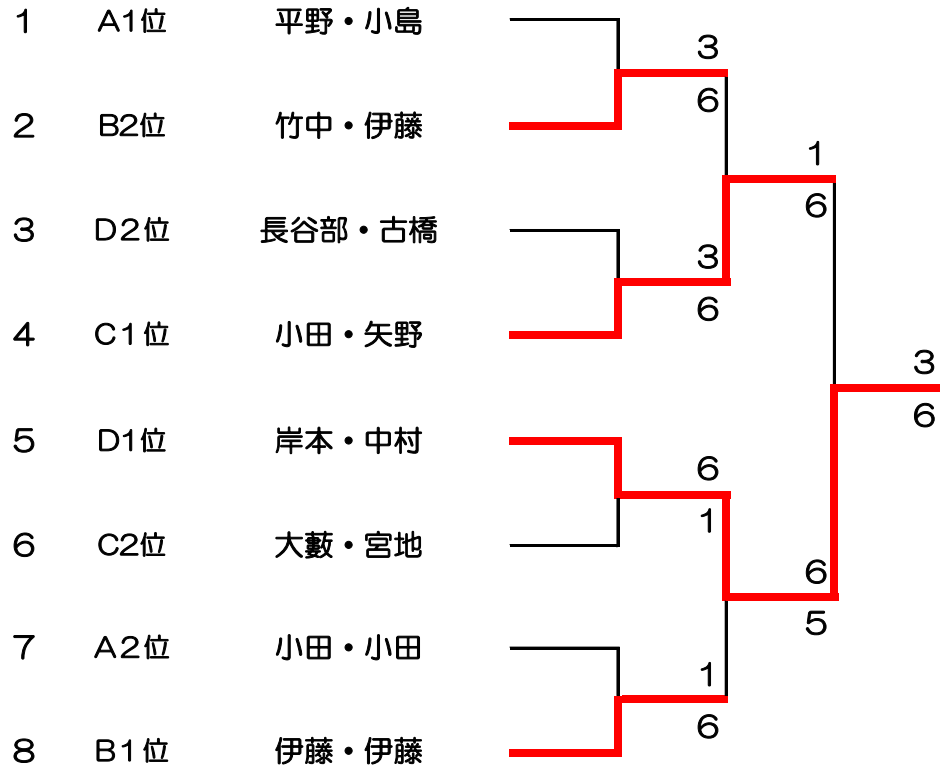 1 A1位 平野・小島
3
6
2 B2位 竹中・伊藤
1
6
3 D2位 長谷部・古橋
3
6
4 C1位 小田・矢野
3
6
5 D1位 岸本・中村
6
1
6 C2位 大藪・宮地
6
5
7 A2位 小田・小田
1
6
8 B1位 伊藤・伊藤